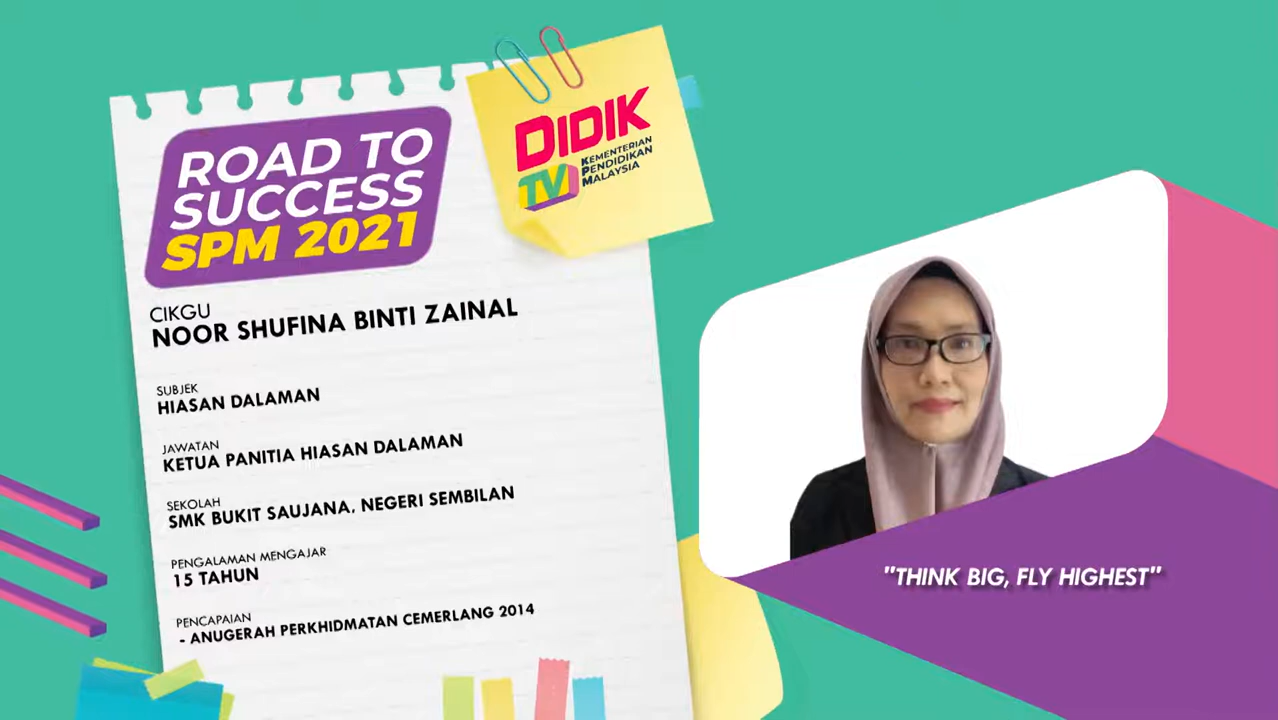 ROAD TO
SUCCESS
SPM 2021
DIDIK
TV
KEMENTERIAN
PENDIDIKAN
MALAYSIA
CIKGU
NOOR SHUFINA BINTI ZAINAL
SUBJEK
HIASAN DALAMAN
JAWATAN
KETUA PANITIA HIASAN DALAMAN
SEKOLAH
SMK BUKIT SAUJANA, NEGERI SEMBILAN
PENGALAMAN MENGAJAR
15 TAHUN
PENCAPAIAN
- ANUGERAH PERKHIDMATAN CEMERLANG 2014
"THINK BIG, FLY HIGHEST"